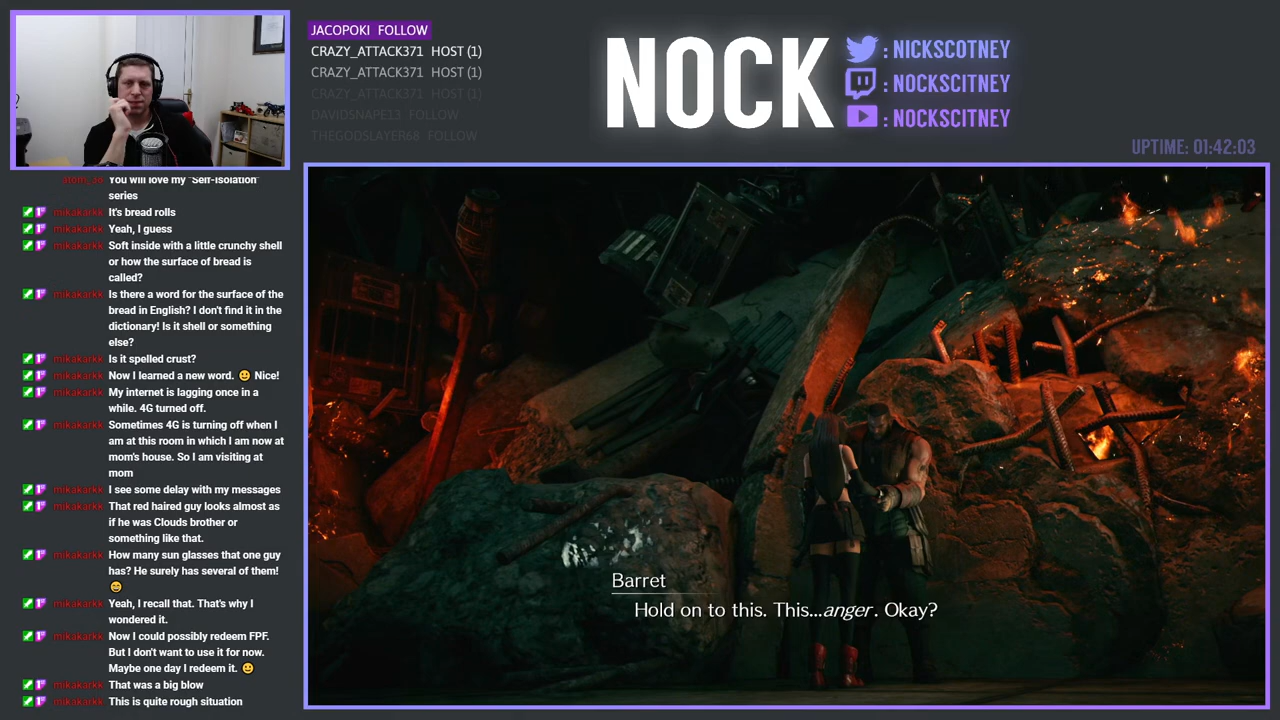 JACOPOKI FOLLOW
CRAZY_ATTACK371 HOST (1)
CRAZY_ATTACK371 HOST (1)
CRAZY_ATTACK371 HOST (1)
DAVIDSNAPE13 FOLLOW
THEGODSLAYER68 FOLLOW
NOCK
: NICKSCOTNEY
: NOCKSCITNEY
: NOCKSCITNEY
UPTIME: 01:42:03
You will love my "Self-Isolation"
series
mikakarkk It's bread rolls
mikakarkk Yeah, I guess
mikakarkk Soft inside with a little crunchy shell
or how the surface of bread is
called?
mikakarkk Is there a word for the surface of the
bread in English? I don't find it in the
dictionary! Is it shell or something
else?
mikakarkk Is it spelled crust?
mikakarkk Now I learned a new word. 🙂 Nice!
mikakarkk My internet is lagging once in a
while. 4G turned off.
mikakarkk Sometimes 4G is turning off when I
am at this room in which I am now at
mom's house. So I am visiting at
mom
mikakarkk I see some delay with my messages
mikakarkk That red haired guy looks almost as
if he was Clouds brother or
something like that.
mikakarkk How many sun glasses that one guy
has? He surely has several of them!
😄
mikakarkk Yeah, I recall that. That's why I
wondered it.
mikakarkk Now I could possibly redeem FPF.
But I don't want to use it for now.
Maybe one day I redeem it. 🙂
mikakarkk That was a big blow
mikakarkk This is quite rough situation
Barret
Hold on to this. This...anger. Okay?